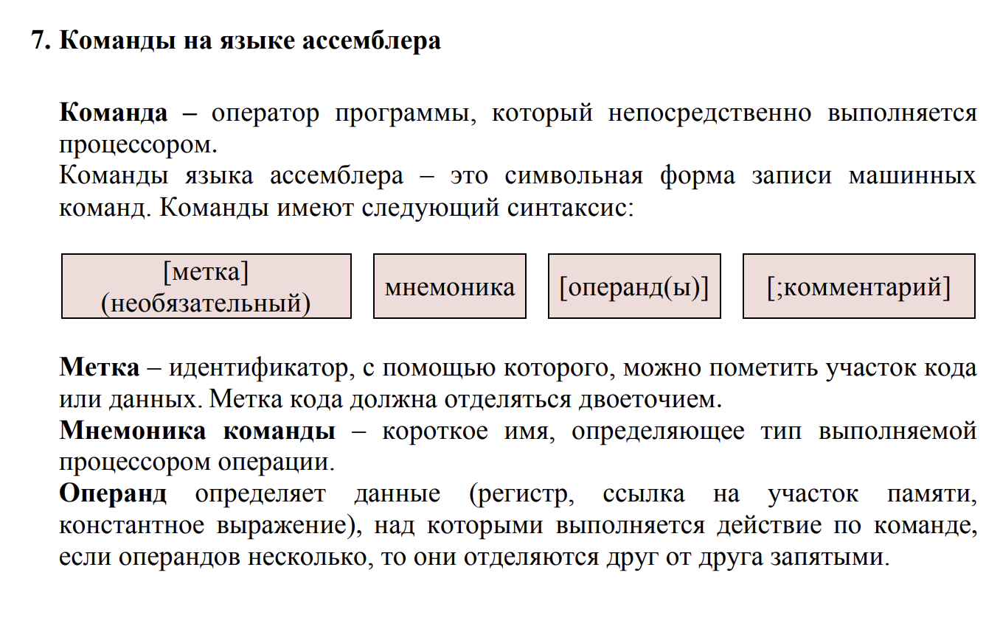 7. Команды на языке ассемблера
Команда – оператор программы, который непосредственно выполняется
процессором.
Команды языка ассемблера – это символьная форма записи машинных
команд. Команды имеют следующий синтаксис:
[метка]
(необязательный)
мнемоника
[операнд(ы)]
[;комментарий]
Метка – идентификатор, с помощью которого, можно пометить участок кода
или данных. Метка кода должна отделяться двоеточием.
Мнемоника команды – короткое имя, определяющее тип выполняемой
процессором операции.
Операнд определяет данные (регистр, ссылка на участок памяти,
константное выражение), над которыми выполняется действие по команде,
если операндов несколько, то они отделяются друг от друга запятыми.